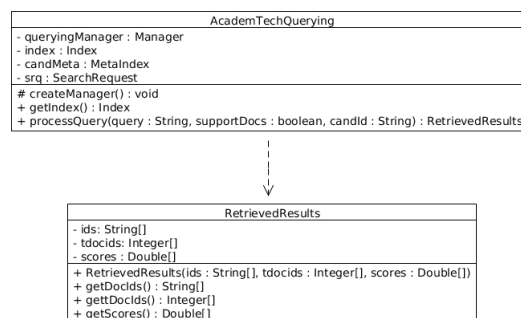 AcademTechQuerying
- queryingManager : Manager
- index : Index
- candMeta : MetaIndex
- srq : SearchRequest
# createManager() : void
+ getIndex() : Index
+ processQuery(query : String, supportDocs : boolean, candId : String) : RetrievedResults
RetrievedResults
- ids: String[]
- tdocids: Integer[]
- scores : Double[]
+ RetrievedResults(ids : String[], tdocids : Integer[], scores : Double[])
+ getDocIds() : String[]
+ gettDocIds() : Integer[]
+ getScores() : Double[]